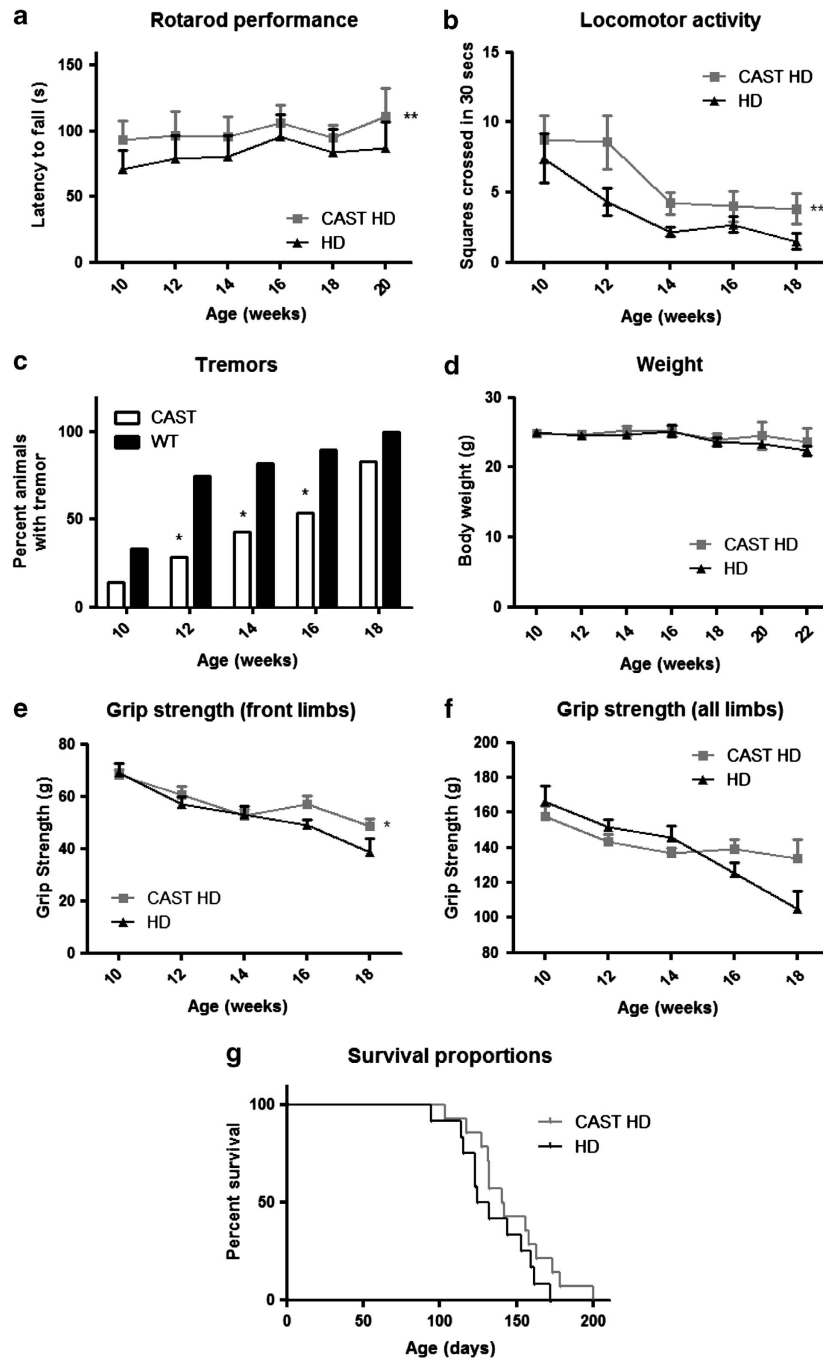 a
Rotarod performance
Latency to fall (s)
150
100
50
0
**
CAST HD
HD
10 12 14 16 18 20
Age (weeks)
b
Locomotor activity
Squares crossed in 30 secs
15
10
5
0
CAST HD
HD
**
10 12 14 16 18
Age (weeks)
c
Tremors
Percent animals
with tremor
100
50
0
CAST
WT
* * *
10 12 14 16 18
Age (weeks)
d
Weight
Body weight (g)
30
20
10
0
CAST HD
HD
10 12 14 16 18 20 22
Age (weeks)
e
Grip strength (front limbs)
Grip Strength (g)
80
60
40
20
0
*
CAST HD
HD
10 12 14 16 18
Age (weeks)
f
Grip strength (all limbs)
Grip Strength (g)
200
180
160
140
120
100
80
CAST HD
HD
10 12 14 16 18
Age (weeks)
g
Survival proportions
Percent survival
100
50
0
CAST HD
HD
0 50 100 150 200
Age (days)